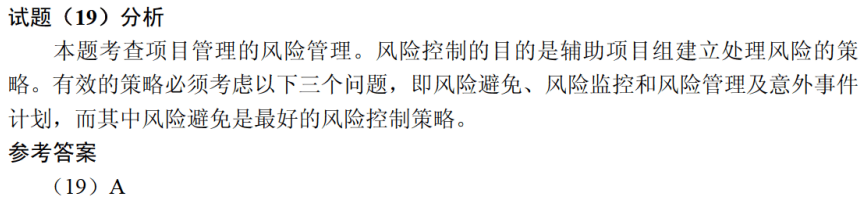 试题（19）分析
本题考查项目管理的风险管理。风险控制的目的是辅助项目组建立处理风险的策
略。有效的策略必须考虑以下三个问题，即风险避免、风险监控和风险管理及意外事件
计划，而其中风险避免是最好的风险控制策略。
参考答案
（19）A